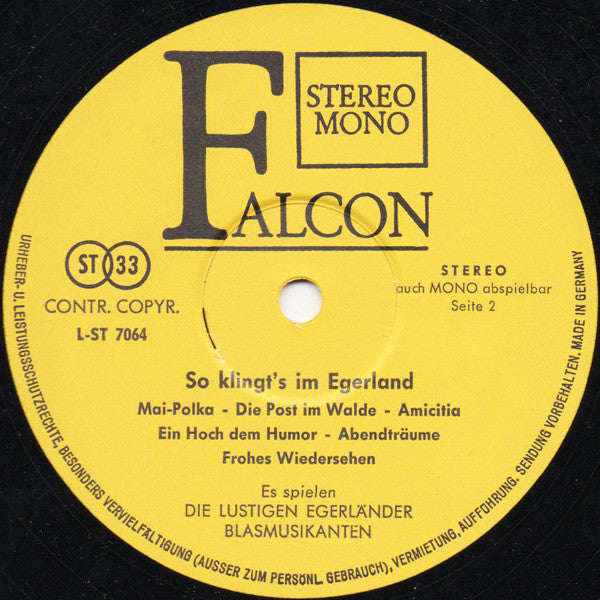 FALCON
STEREO
MONO
ST 33
CONTR. COPYR.
L-ST 7064
STEREO
auch MONO abspielbar
Seite 2
So klingt's im Egerland
Mai-Polka - Die Post im Walde - Amicitia
Ein Hoch dem Humor - Abendträume
Frohes Wiedersehen
Es spielen
DIE LUSTIGEN EGERLÄNDER
BLASMUSIKANTEN
URHEBER- U. LEISTUNGSSCHUTZRECHTE, BESONDERS VERVIELFÄLTIGUNG (AUSSER ZUM PERSÖNL. GEBRAUCH), VERMIETUNG, AUFFÜHRUNG. SENDUNG VORBEHALTEN. MADE IN GERMANY